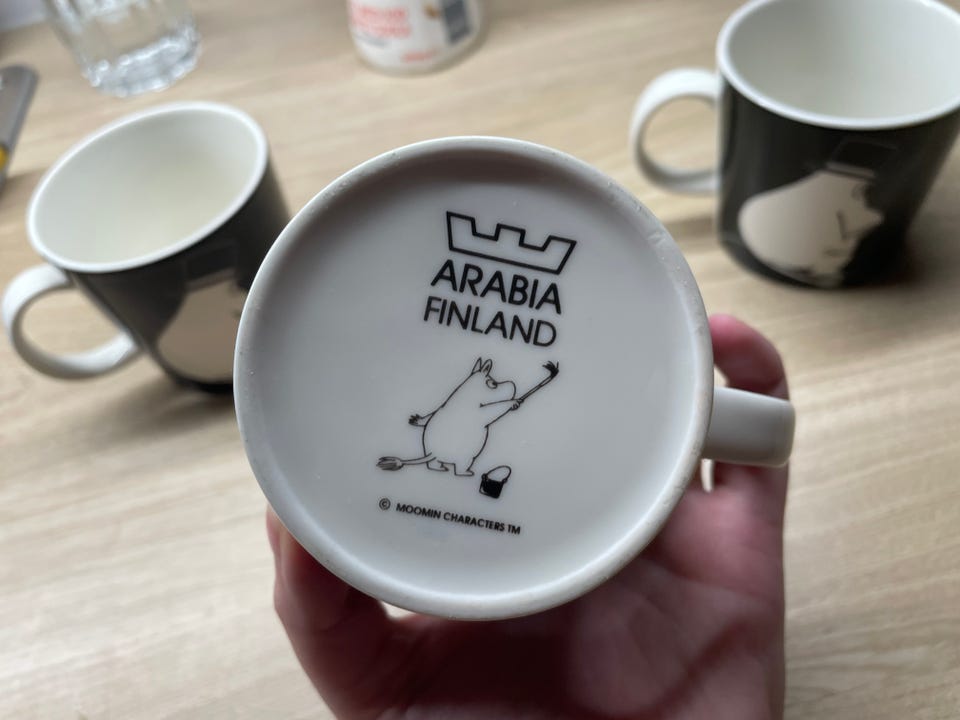 ARABIA
FINLAND
© MOOMIN CHARACTERS TM